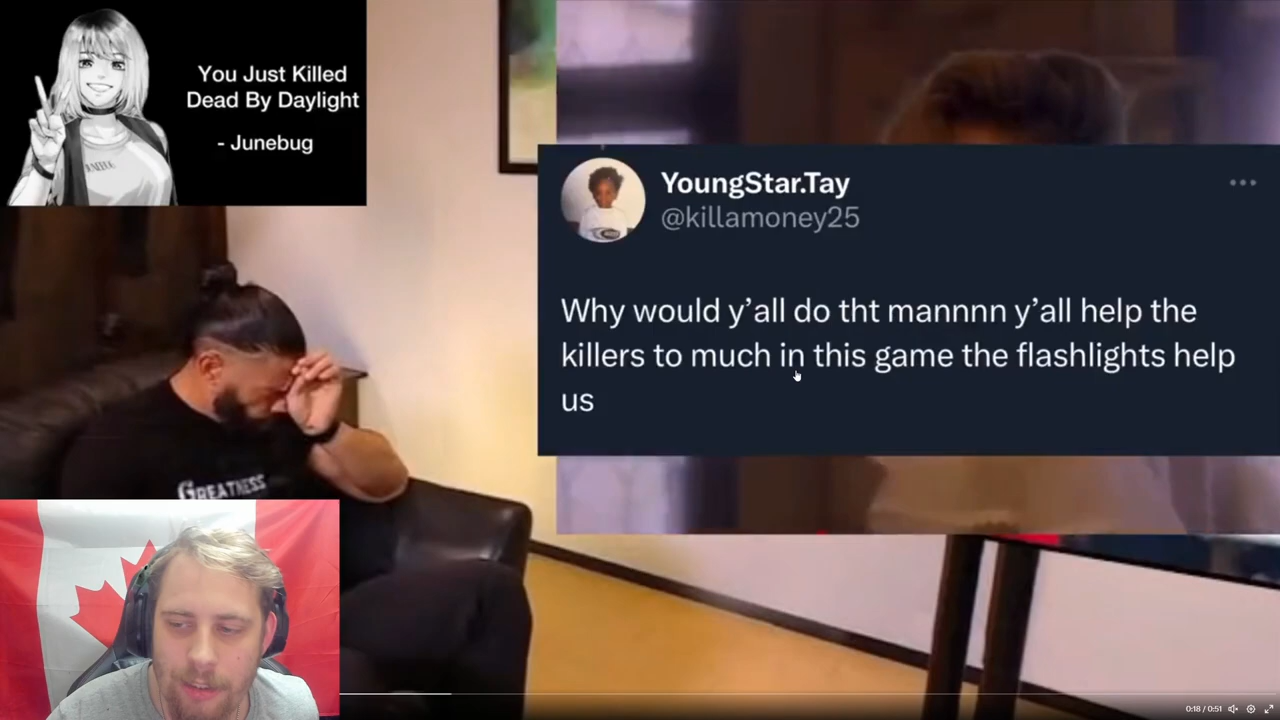 You Just Killed
Dead By Daylight
- Junebug
YoungStar.Tay
@killamoney25
Why would y’all do tht mannnn y’all help the
killers to much in this game the flashlights help
us
GREATNESS
0:18 / 0:51